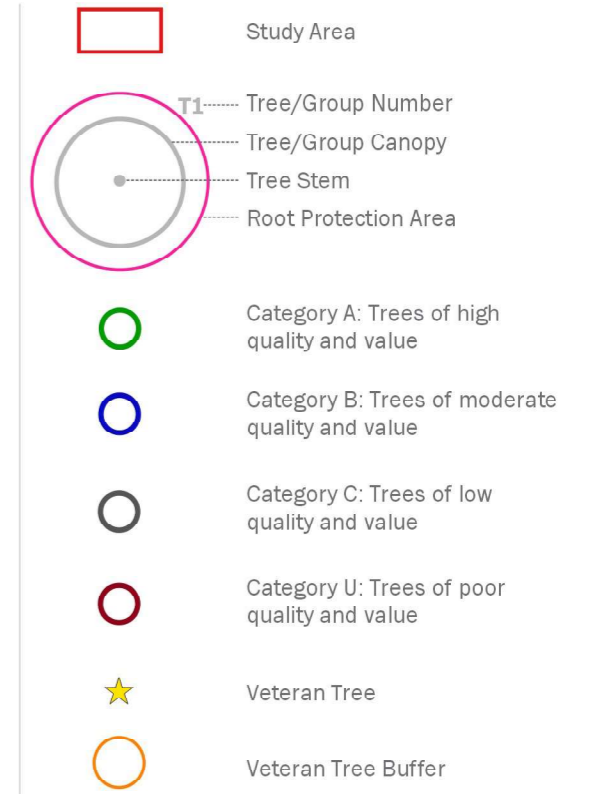 Study Area
T1
Tree/Group Number
Tree/Group Canopy
Tree Stem
Root Protection Area
Category A: Trees of high
quality and value
Category B: Trees of moderate
quality and value
Category C: Trees of low
quality and value
Category U: Trees of poor
quality and value
Veteran Tree
Veteran Tree Buffer